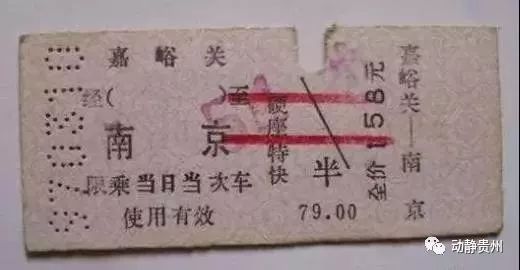 嘉峪关
经( )至
南京
限乘当日当次车
使用有效
硬座特快
半
79.00
全价158元
嘉峪关—南京
动静贵州